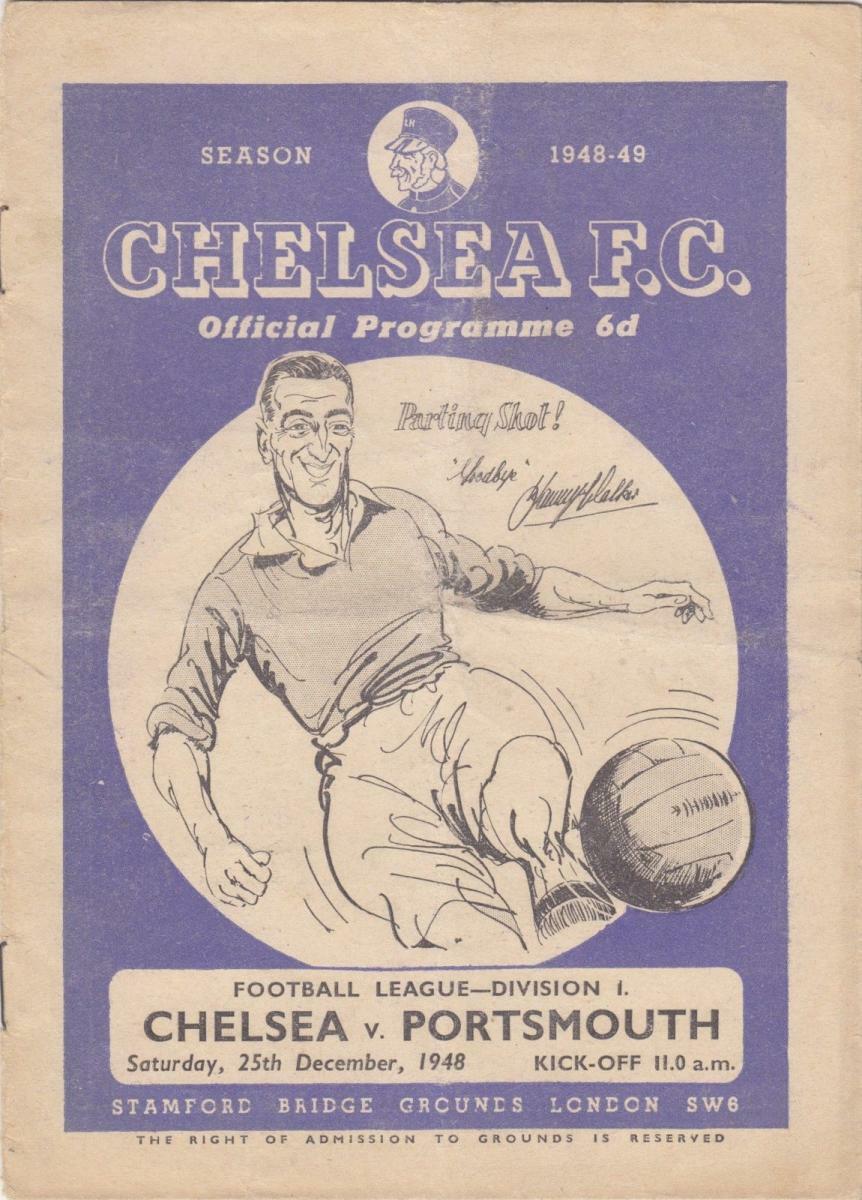 LH
SEASON 1948-49
CHELSEA F.C.
Official Programme 6d
Parting Shot!
"Goodbye"
FOOTBALL LEAGUE—DIVISION I.
CHELSEA v. PORTSMOUTH
Saturday, 25th December, 1948 KICK-OFF 11.0 a.m.
STAMFORD BRIDGE GROUNDS LONDON SW6
THE RIGHT OF ADMISSION TO GROUNDS IS RESERVED